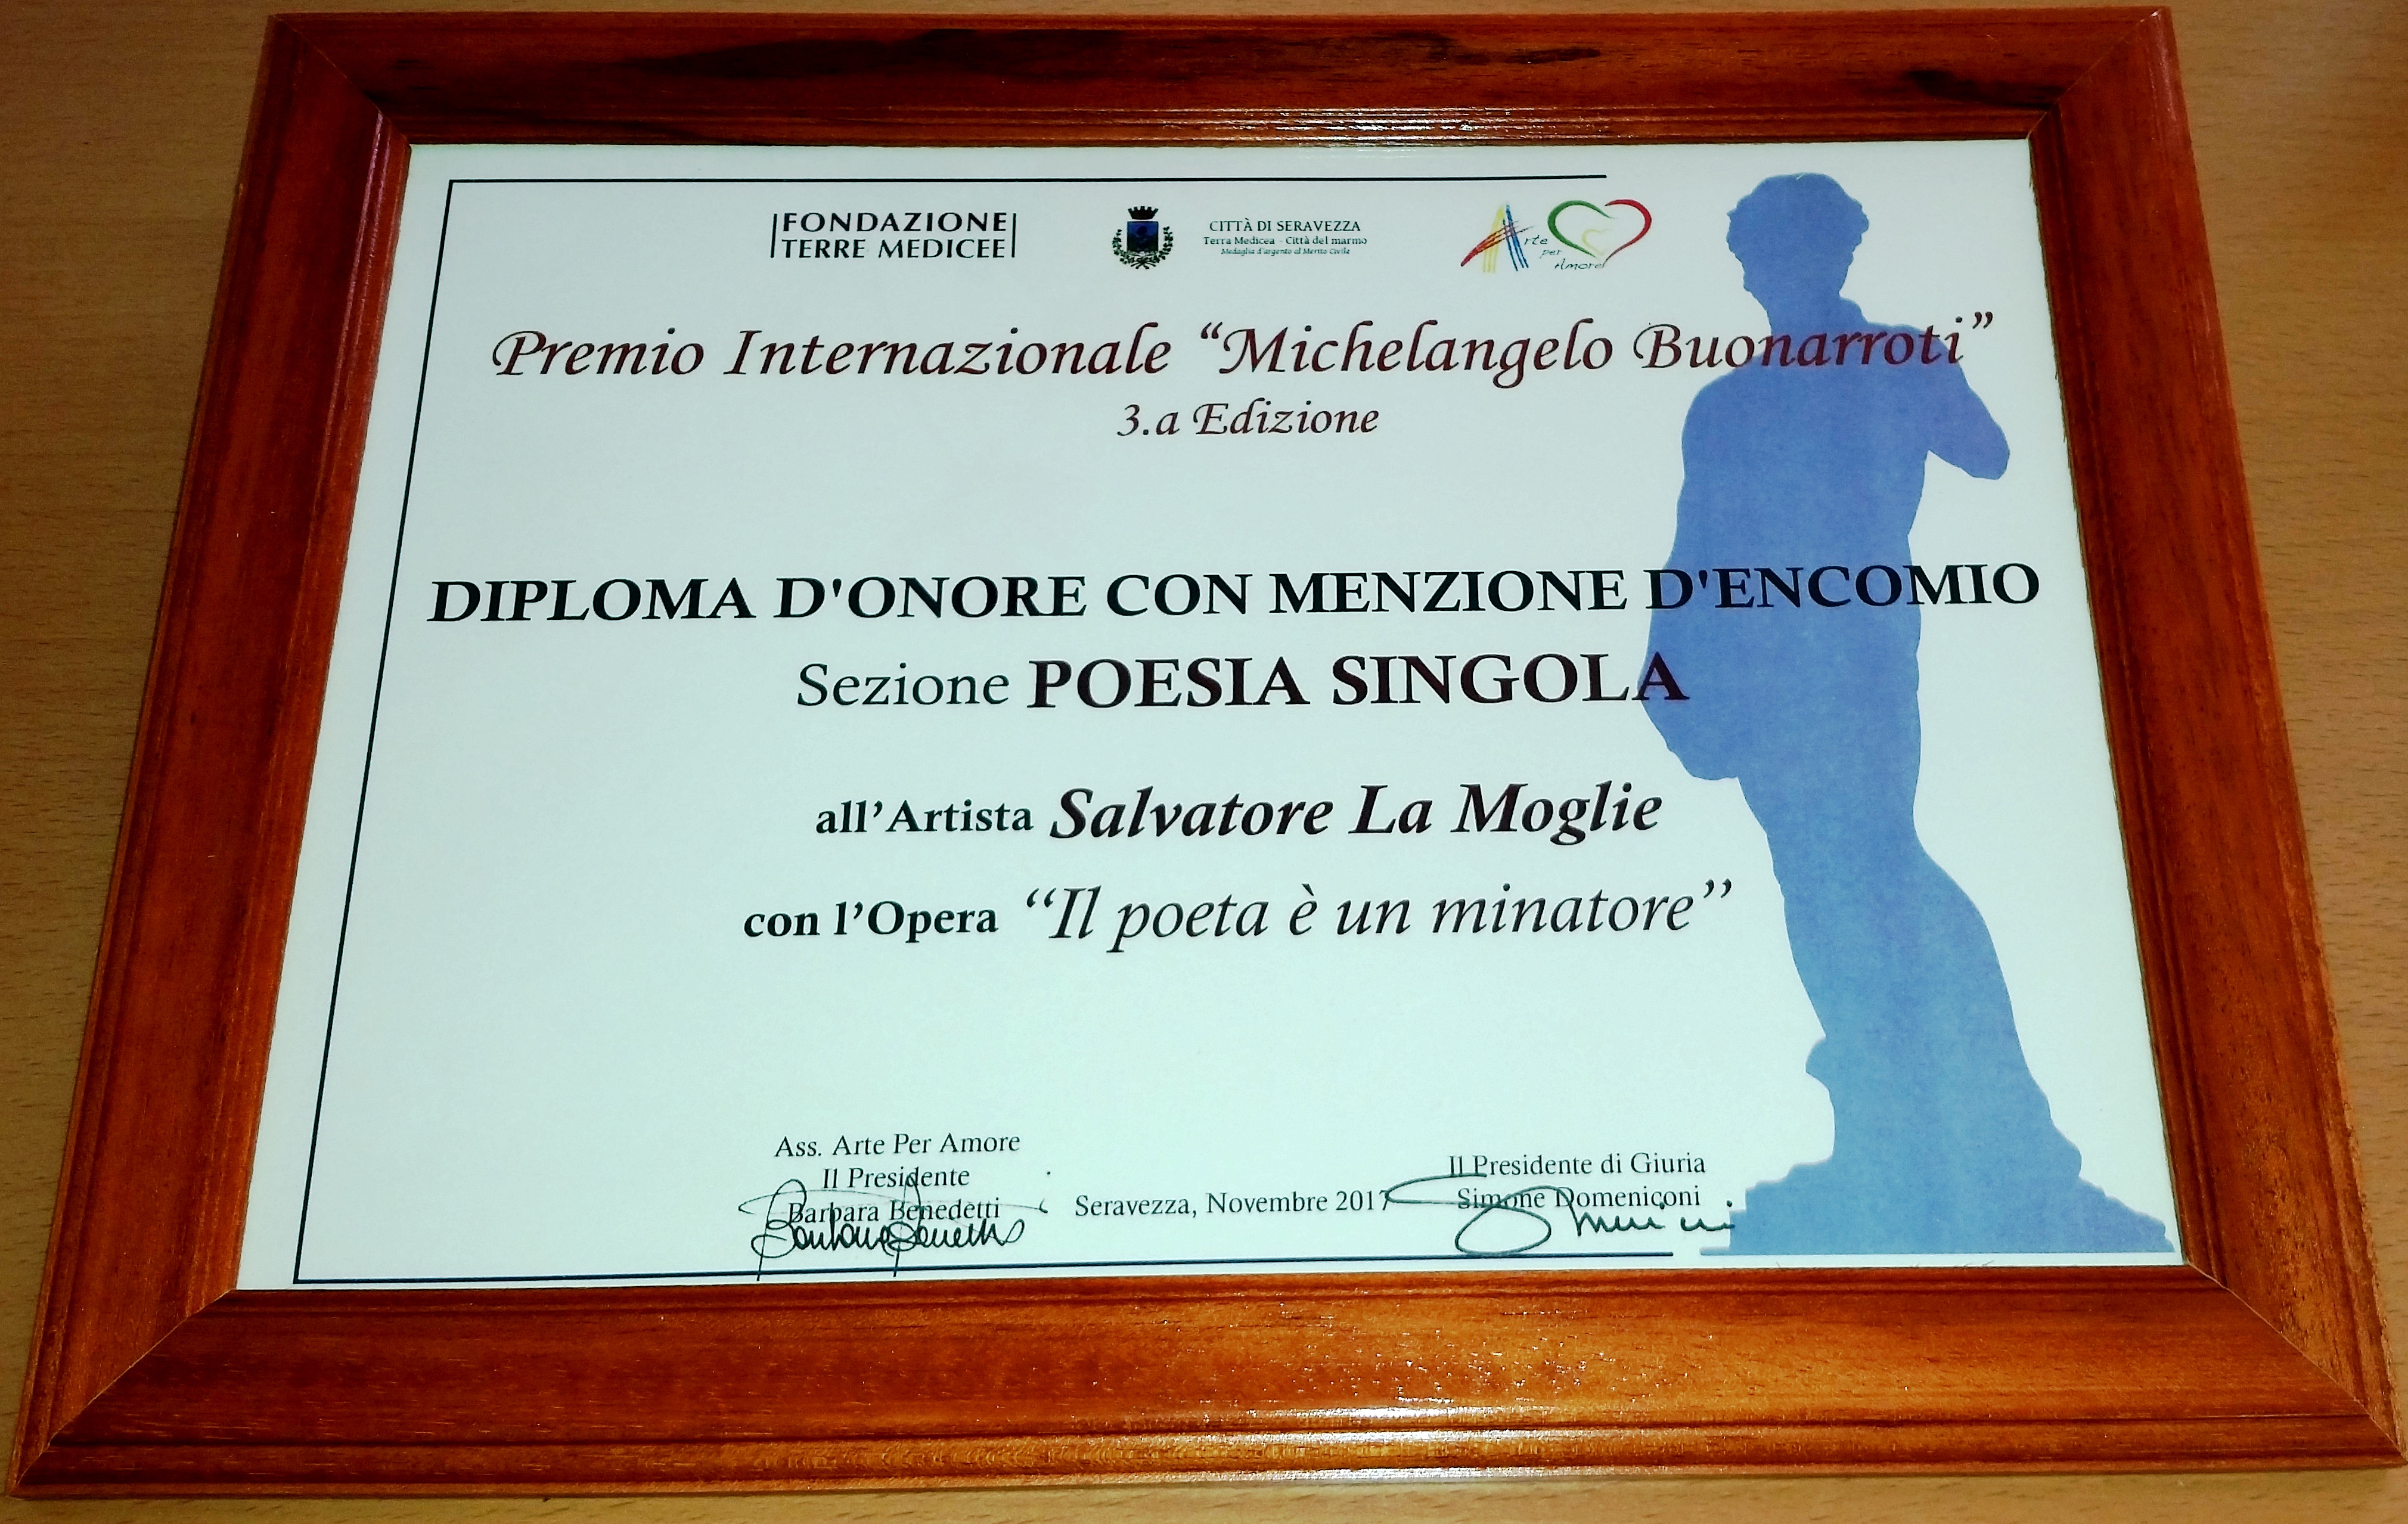 FONDAZIONE
TERRE MEDICEE
CITTÀ DI SERAVEZZA
Terra Medicea - Città del marmo
Medaglia d'argento al Merito Civile
Arte
per
Amore
Premio Internazionale “Michelangelo Buonarroti”
3.a Edizione
DIPLOMA D'ONORE CON MENZIONE D'ENCOMIO
Sezione POESIA SINGOLA
all’Artista Salvatore La Moglie
con l’Opera “Il poeta è un minatore”
Ass. Arte Per Amore
Il Presidente
Barbara Benedetti
Barbara Benedetti
Seravezza, Novembre 2017
Il Presidente di Giuria
Simone Domeniconi